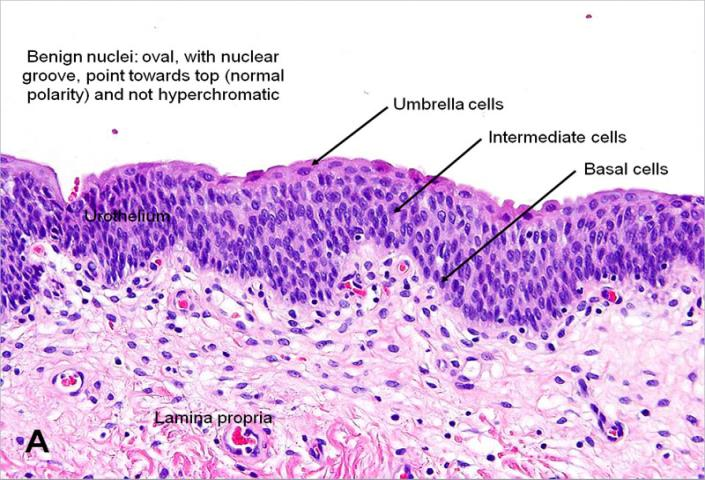 Benign nuclei: oval, with nuclear
groove, point towards top (normal
polarity) and not hyperchromatic
Umbrella cells
Intermediate cells
Basal cells
Urothelium
Lamina propria
A